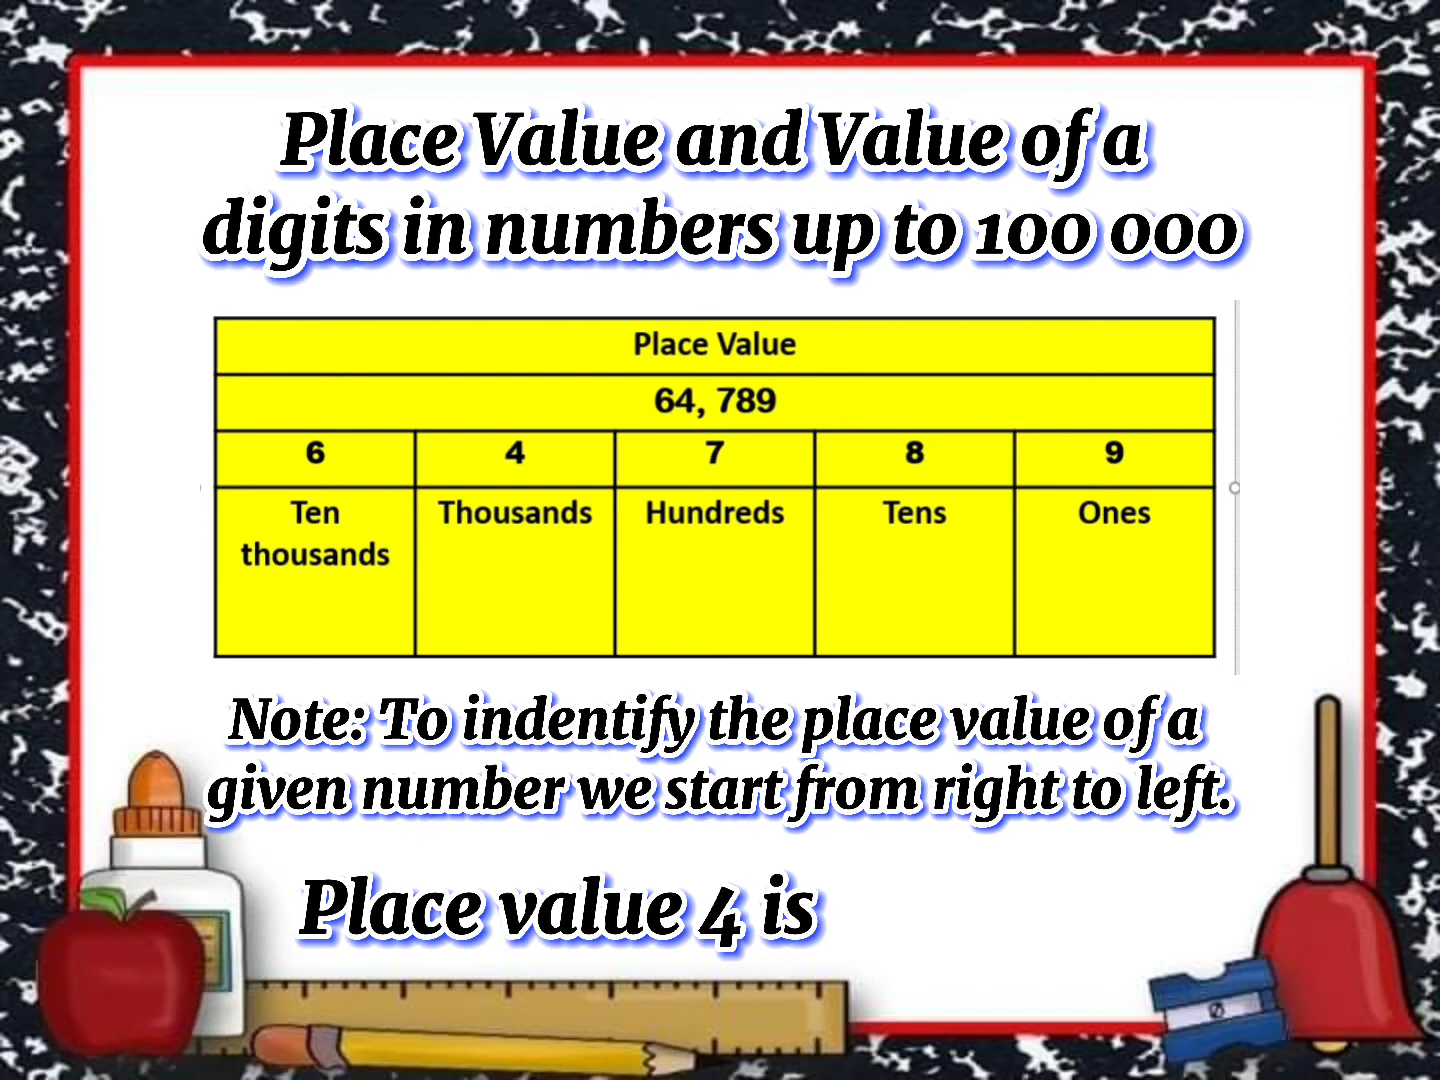 Place Value and Value of a
digits in numbers up to 100 000
Place Value
64, 789
6 4 7 8 9
Ten thousands Thousands Hundreds Tens Ones
Note: To indentify the place value of a
given number we start from right to left.
Place value 4 is